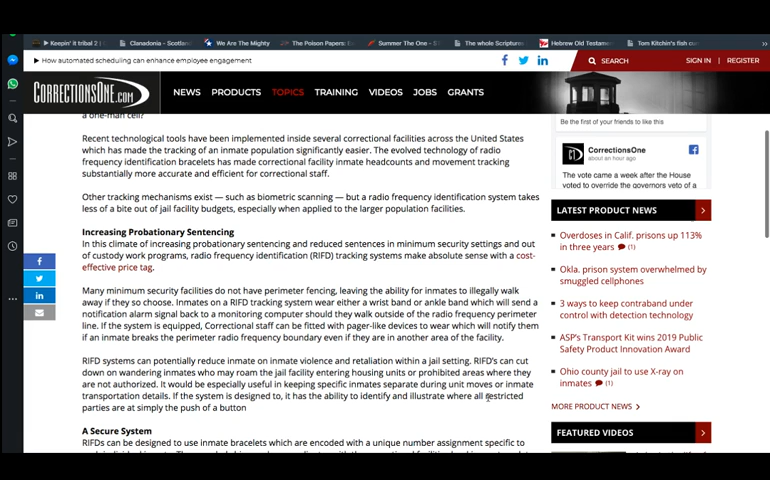 Keepin' it tribal 2
Clanadonia - Scotlan
We Are The Mighty
The Poison Papers: E
Summer The One - E
The whole Scripture
Hebrew Old Testame
Tom Kitchin's fish co
»
How automated scheduling can enhance employee engagement
SEARCH
SIGN IN | REGISTER
CORRECTIONSONE.COM
NEWS PRODUCTS TOPICS TRAINING VIDEOS JOBS GRANTS
a one-man cell?
Recent technological tools have been implemented inside several correctional facilities across the United States
which has made the tracking of an inmate population significantly easier. The evolved technology of radio
frequency identification bracelets has made correctional facility inmate headcounts and movement tracking
substantially more accurate and efficient for correctional staff.
Other tracking mechanisms exist — such as biometric scanning — but a radio frequency identification system takes
less of a bite out of jail facility budgets, especially when applied to the larger population facilities.
Increasing Probationary Sentencing
In this climate of increasing probationary sentencing and reduced sentences in minimum security settings and out
of custody work programs, radio frequency identification (RIFD) tracking systems make absolute sense with a cost-
effective price tag.
Many minimum security facilities do not have perimeter fencing, leaving the ability for inmates to illegally walk
away if they so choose. Inmates on a RIFD tracking system wear either a wrist band or ankle band which will send a
notification alarm signal back to a monitoring computer should they walk outside of the radio frequency perimeter
line. If the system is equipped, Correctional staff can be fitted with pager-like devices to wear which will notify them
if an inmate breaks the perimeter radio frequency boundary even if they are in another area of the facility.
RIFD systems can potentially reduce inmate on inmate violence and retaliation within a jail setting. RIFD's can cut
down on wandering inmates who may roam the jail facility entering housing units or prohibited areas where they
are not authorized. It would be especially useful in keeping specific inmates separate during unit moves or inmate
transportation details. If the system is designed to, it has the ability to identify and illustrate where all restricted
parties are at simply the push of a button
A Secure System
RIFDs can be designed to use inmate bracelets which are encoded with a unique number assignment specific to
Be the first of your friends to like this
CorrectionsOne
about an hour ago
The vote came a week after the House
voted to override the governors veto of a
LATEST PRODUCT NEWS
Overdoses in Calif. prisons up 113%
in three years (1)
Okla. prison system overwhelmed by
smuggled cellphones
3 ways to keep contraband under
control with detection technology
ASP's Transport Kit wins 2019 Public
Safety Product Innovation Award
Ohio county jail to use X-ray on
inmates (1)
MORE PRODUCT NEWS
FEATURED VIDEOS